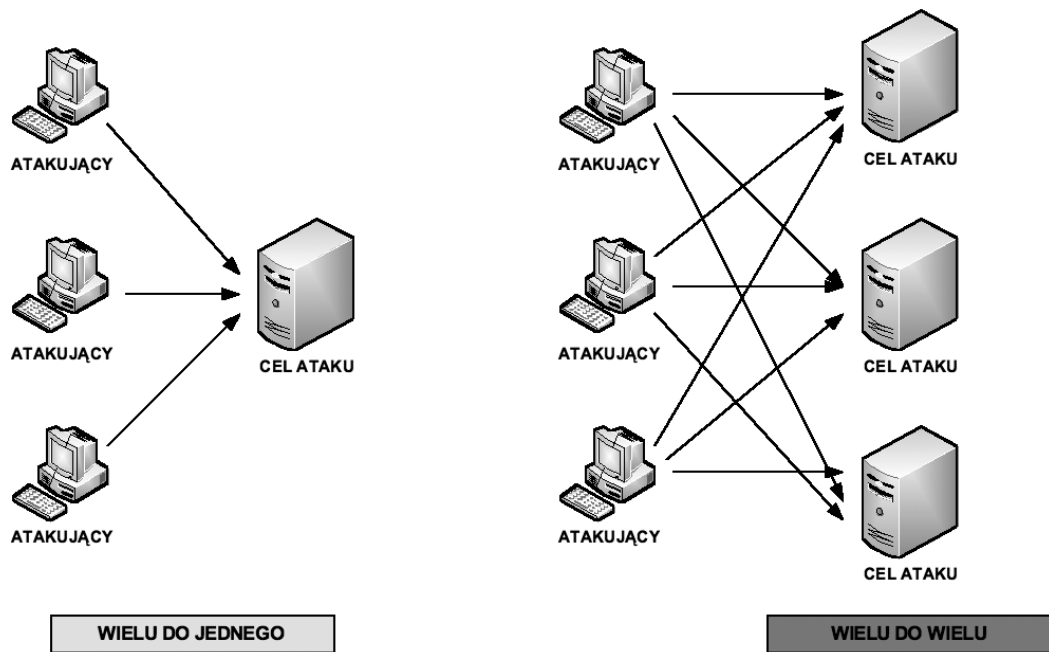 ATAKUJĄCY
ATAKUJĄCY
ATAKUJĄCY
CEL ATAKU
WIELU DO JEDNEGO
ATAKUJĄCY
ATAKUJĄCY
ATAKUJĄCY
CEL ATAKU
CEL ATAKU
CEL ATAKU
WIELU DO WIELU